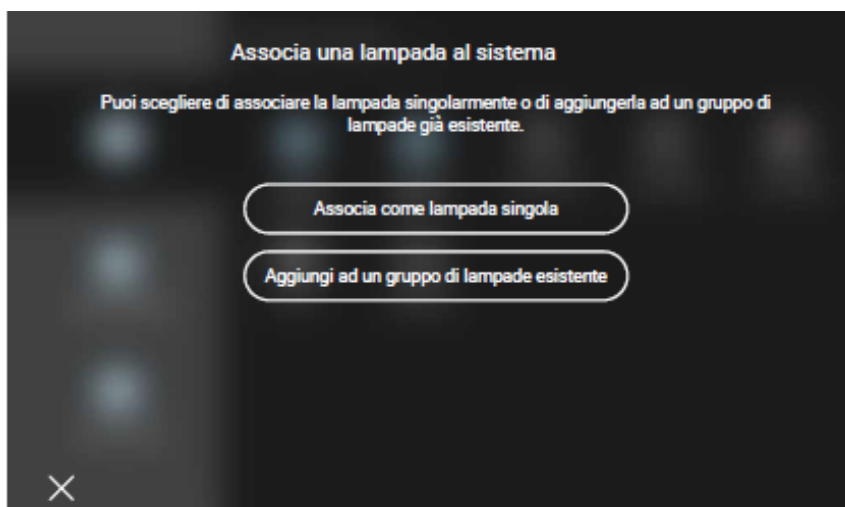 Associa una lampada al sistema
Puoi scegliere di associare la lampada singolarmente o di aggiungerla ad un gruppo di
lampade già esistente.
Associa come lampada singola
Aggiungi ad un gruppo di lampade esistente